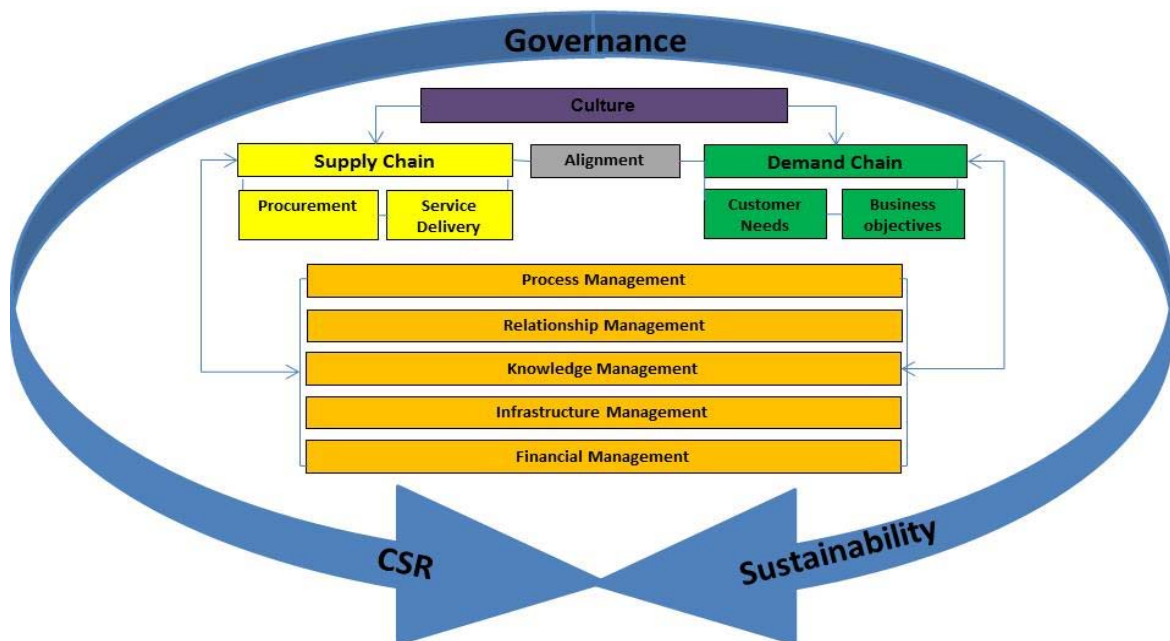 Governance
Culture
Supply Chain
Alignment
Demand Chain
Procurement
Service
Delivery
Customer
Needs
Business
objectives
Process Management
Relationship Management
Knowledge Management
Infrastructure Management
Financial Management
CSR
Sustainability